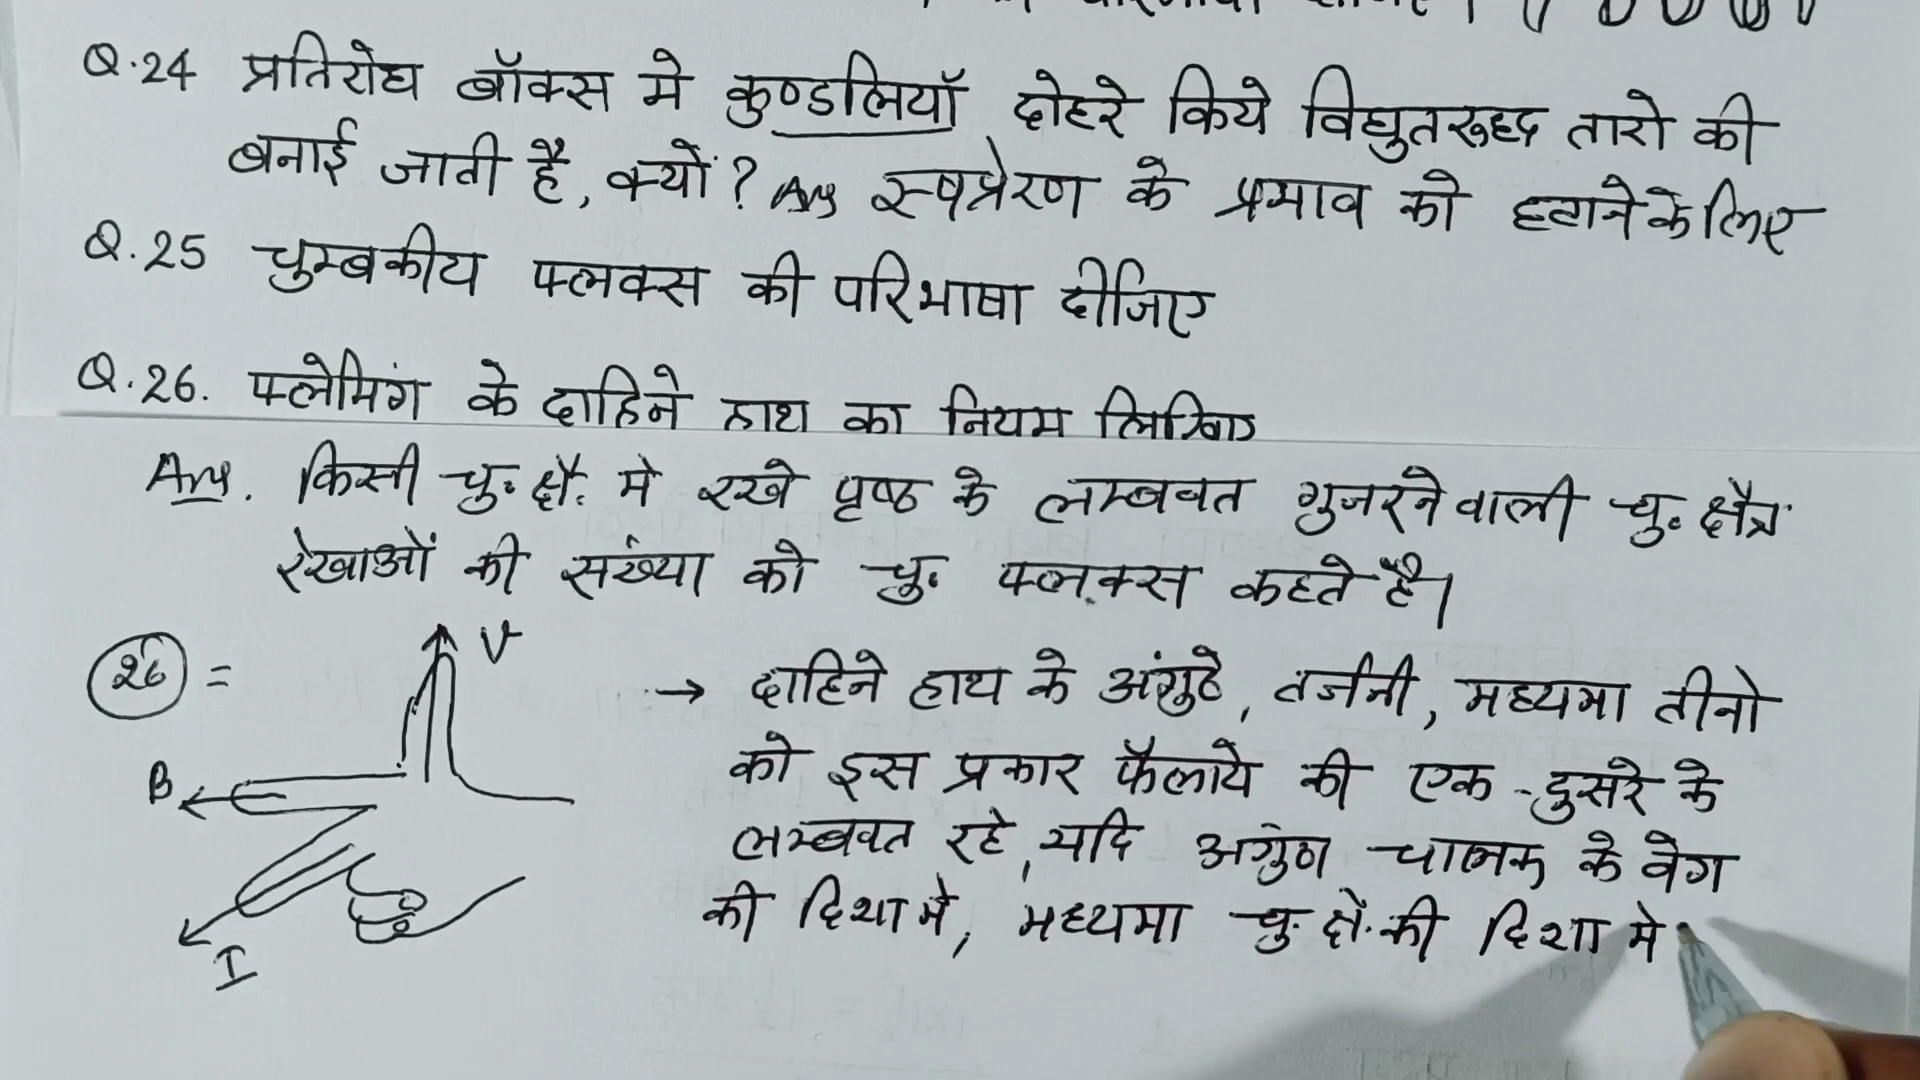 Q.24 प्रतिरोध बॉक्स मे कुण्डलियाँ दोहरे किये विद्युतरूद्ध तारो की
बनाई जाती है, क्यों? Ans स्वप्रेरण के प्रभाव को हटाने के लिए
Q.25 चुम्बकीय फ्लक्स की परिभाषा दीजिए
Q.26. फ्लेमिंग के दाहिने हाथ का नियम लिखिए
Ans. किसी चु. क्षै. मे रखे पृष्ठ के लम्बवत गुजरने वाली चु. क्षैत्र
रेखाओं की संख्या को चु. फ्लक्स कहते है।
26 =
V
B
I
→ दाहिने हाथ के अंगुठे, तर्जनी, मध्यमा तीनो
को इस प्रकार फैलाये की एक-दुसरे के
लम्बवत रहे, यदि अगुंठा चालक के वेग
की दिशा मे, मध्यमा चु. क्षै. की दिशा मे